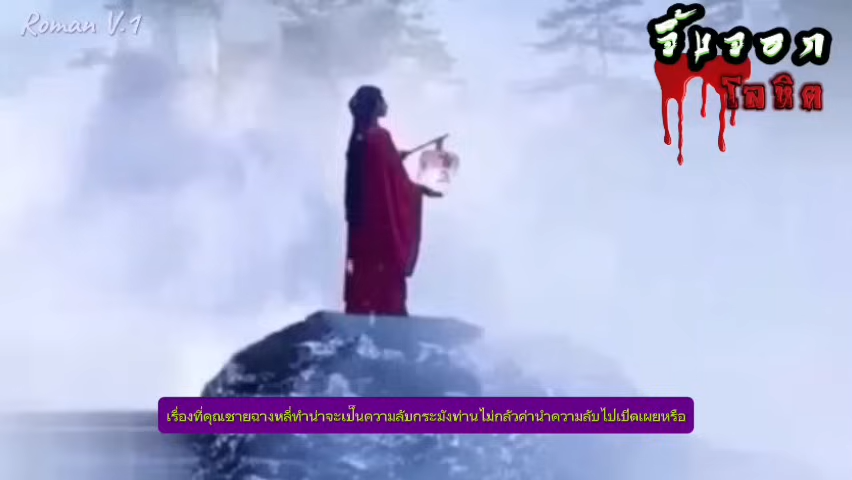 Roman V.1
จิ้งจอก
โลหิต
เรื่องที่คุณชายฉางหลี่ทำน่าจะเป็นความลับกระมังท่านไม่กลัวค่านำความลับไปเปิดเผยหรือ